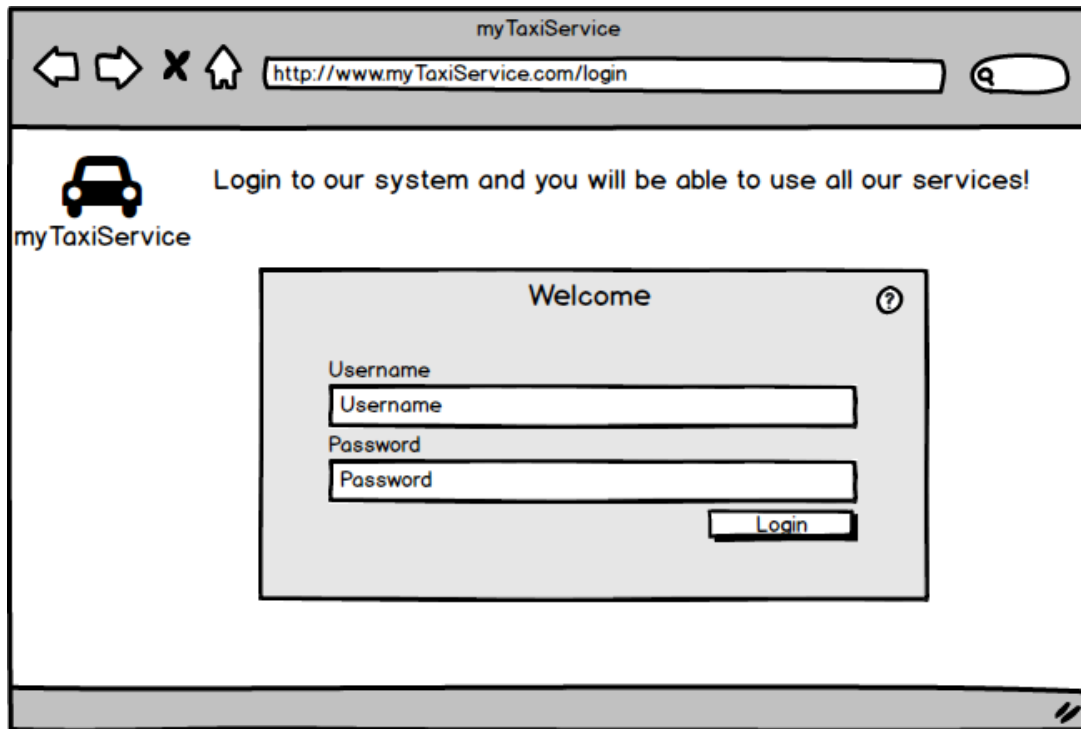 myTaxiService
http://www.myTaxiService.com/login
Login to our system and you will be able to use all our services!
myTaxiService
Welcome
?
Username
Username
Password
Password
Login